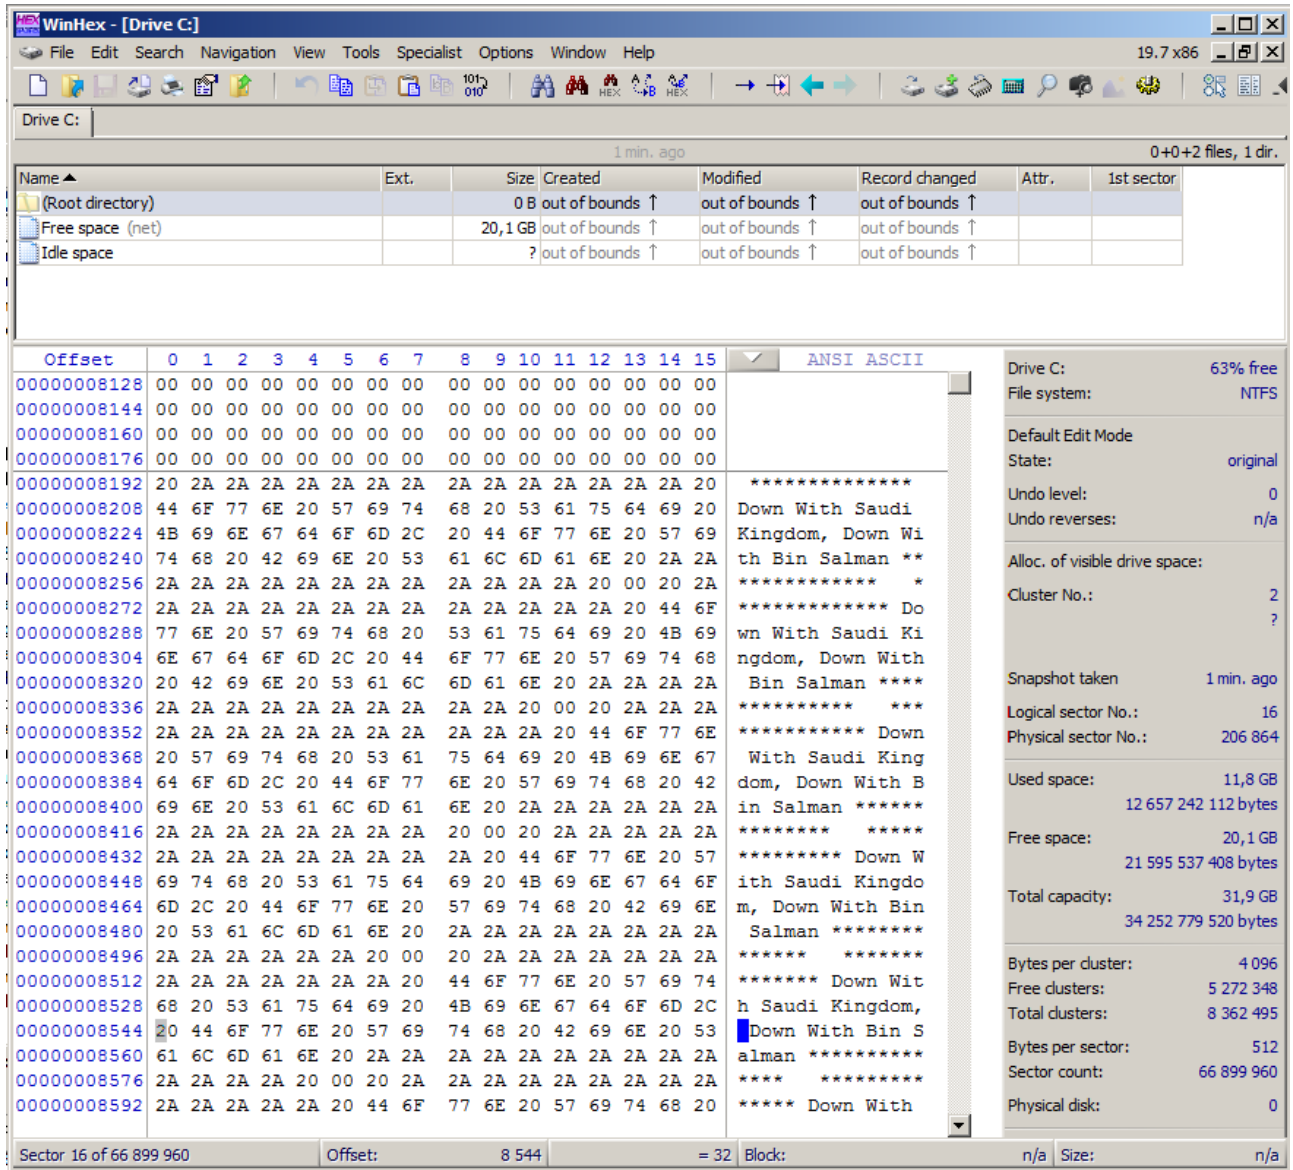 WinHex - [Drive C:]
File Edit Search Navigation View Tools Specialist Options Window Help 19.7 x86
Drive C:
1 min. ago 0+0+2 files, 1 dir.
Name Ext. Size Created Modified Record changed Attr. 1st sector
(Root directory) 0 B out of bounds ↑ out of bounds ↑ out of bounds ↑
Free space (net) 20,1 GB out of bounds ↑ out of bounds ↑ out of bounds ↑
Idle space ? out of bounds ↑ out of bounds ↑ out of bounds ↑
Offset 0 1 2 3 4 5 6 7 8 9 10 11 12 13 14 15 ANSI ASCII
00000008128 00 00 00 00 00 00 00 00 00 00 00 00 00 00 00 00
00000008144 00 00 00 00 00 00 00 00 00 00 00 00 00 00 00 00
00000008160 00 00 00 00 00 00 00 00 00 00 00 00 00 00 00 00
00000008176 00 00 00 00 00 00 00 00 00 00 00 00 00 00 00 00
00000008192 20 2A 2A 2A 2A 2A 2A 2A 2A 2A 2A 2A 2A 2A 2A 20 **************
00000008208 44 6F 77 6E 20 57 69 74 68 20 53 61 75 64 69 20 Down With Saudi
00000008224 4B 69 6E 67 64 6F 6D 2C 20 44 6F 77 6E 20 57 69 Kingdom, Down Wi
00000008240 74 68 20 42 69 6E 20 53 61 6C 6D 61 6E 20 2A 2A th Bin Salman **
00000008256 2A 2A 2A 2A 2A 2A 2A 2A 2A 2A 2A 2A 20 00 20 2A ************ *
00000008272 2A 2A 2A 2A 2A 2A 2A 2A 2A 2A 2A 2A 2A 20 44 6F ************* Do
00000008288 77 6E 20 57 69 74 68 20 53 61 75 64 69 20 4B 69 wn With Saudi Ki
00000008304 6E 67 64 6F 6D 2C 20 44 6F 77 6E 20 57 69 74 68 ngdom, Down With
00000008320 20 42 69 6E 20 53 61 6C 6D 61 6E 20 2A 2A 2A 2A Bin Salman ****
00000008336 2A 2A 2A 2A 2A 2A 2A 2A 2A 2A 20 00 20 2A 2A 2A ********** ***
00000008352 2A 2A 2A 2A 2A 2A 2A 2A 2A 2A 2A 20 44 6F 77 6E *********** Down
00000008368 20 57 69 74 68 20 53 61 75 64 69 20 4B 69 6E 67 With Saudi King
00000008384 64 6F 6D 2C 20 44 6F 77 6E 20 57 69 74 68 20 42 dom, Down With B
00000008400 69 6E 20 53 61 6C 6D 61 6E 20 2A 2A 2A 2A 2A 2A in Salman ******
00000008416 2A 2A 2A 2A 2A 2A 2A 2A 20 00 20 2A 2A 2A 2A 2A ******** *****
00000008432 2A 2A 2A 2A 2A 2A 2A 2A 2A 20 44 6F 77 6E 20 57 ********* Down W
00000008448 69 74 68 20 53 61 75 64 69 20 4B 69 6E 67 64 6F ith Saudi Kingdo
00000008464 6D 2C 20 44 6F 77 6E 20 57 69 74 68 20 42 69 6E m, Down With Bin
00000008480 20 53 61 6C 6D 61 6E 20 2A 2A 2A 2A 2A 2A 2A 2A Salman ********
00000008496 2A 2A 2A 2A 2A 2A 20 00 20 2A 2A 2A 2A 2A 2A 2A ****** *******
00000008512 2A 2A 2A 2A 2A 2A 2A 20 44 6F 77 6E 20 57 69 74 ******* Down Wit
00000008528 68 20 53 61 75 64 69 20 4B 69 6E 67 64 6F 6D 2C h Saudi Kingdom,
00000008544 20 44 6F 77 6E 20 57 69 74 68 20 42 69 6E 20 53 Down With Bin S
00000008560 61 6C 6D 61 6E 20 2A 2A 2A 2A 2A 2A 2A 2A 2A 2A alman **********
00000008576 2A 2A 2A 2A 20 00 20 2A 2A 2A 2A 2A 2A 2A 2A 2A **** *********
00000008592 2A 2A 2A 2A 2A 20 44 6F 77 6E 20 57 69 74 68 20 ***** Down With
Drive C: 63% free
File system: NTFS
Default Edit Mode
State: original
Undo level: 0
Undo reverses: n/a
Alloc. of visible drive space:
Cluster No.: 2
?
Snapshot taken 1 min. ago
Logical sector No.: 16
Physical sector No.: 206 864
Used space: 11,8 GB
12 657 242 112 bytes
Free space: 20,1 GB
21 595 537 408 bytes
Total capacity: 31,9 GB
34 252 779 520 bytes
Bytes per cluster: 4 096
Free clusters: 5 272 348
Total clusters: 8 362 495
Bytes per sector: 512
Sector count: 66 899 960
Physical disk: 0
Sector 16 of 66 899 960 Offset: 8 544 = 32 Block: n/a Size: n/a